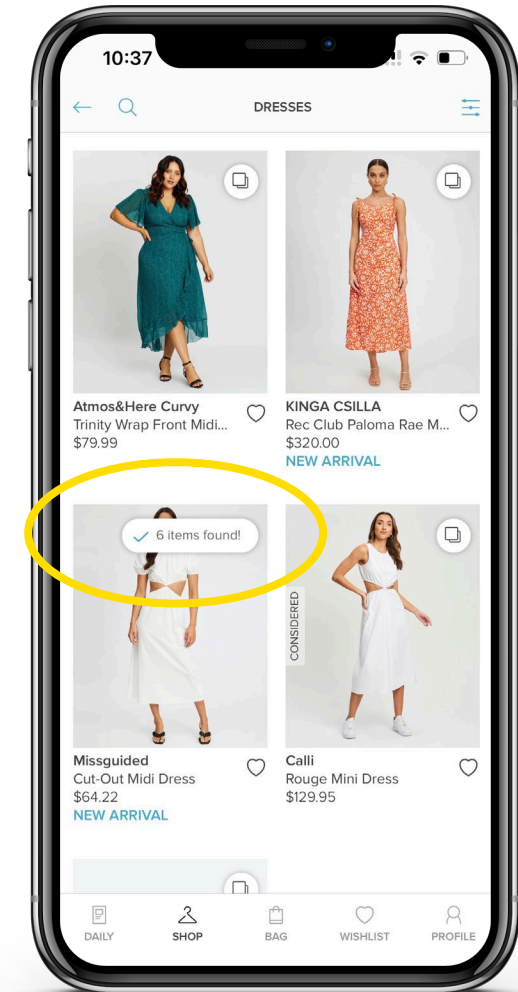 10:37
DRESSES
Atmos&Here Curvy
Trinity Wrap Front Midi...
$79.99
KINGA CSILLA
Rec Club Paloma Rae M...
$320.00
NEW ARRIVAL
6 items found!
CONSIDERED
Missguided
Cut-Out Midi Dress
$64.22
NEW ARRIVAL
Calli
Rouge Mini Dress
$129.95
DAILY
SHOP
BAG
WISHLIST
PROFILE